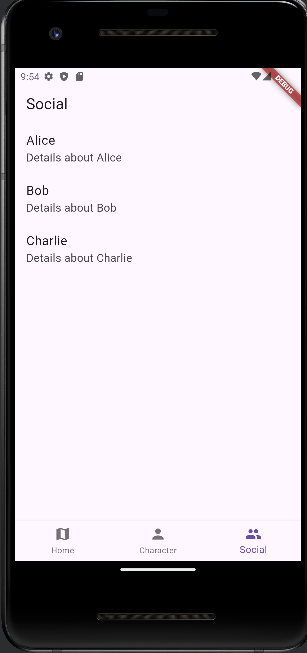 9:54
DEBUG
Social
Alice
Details about Alice
Bob
Details about Bob
Charlie
Details about Charlie
Home
Character
Social